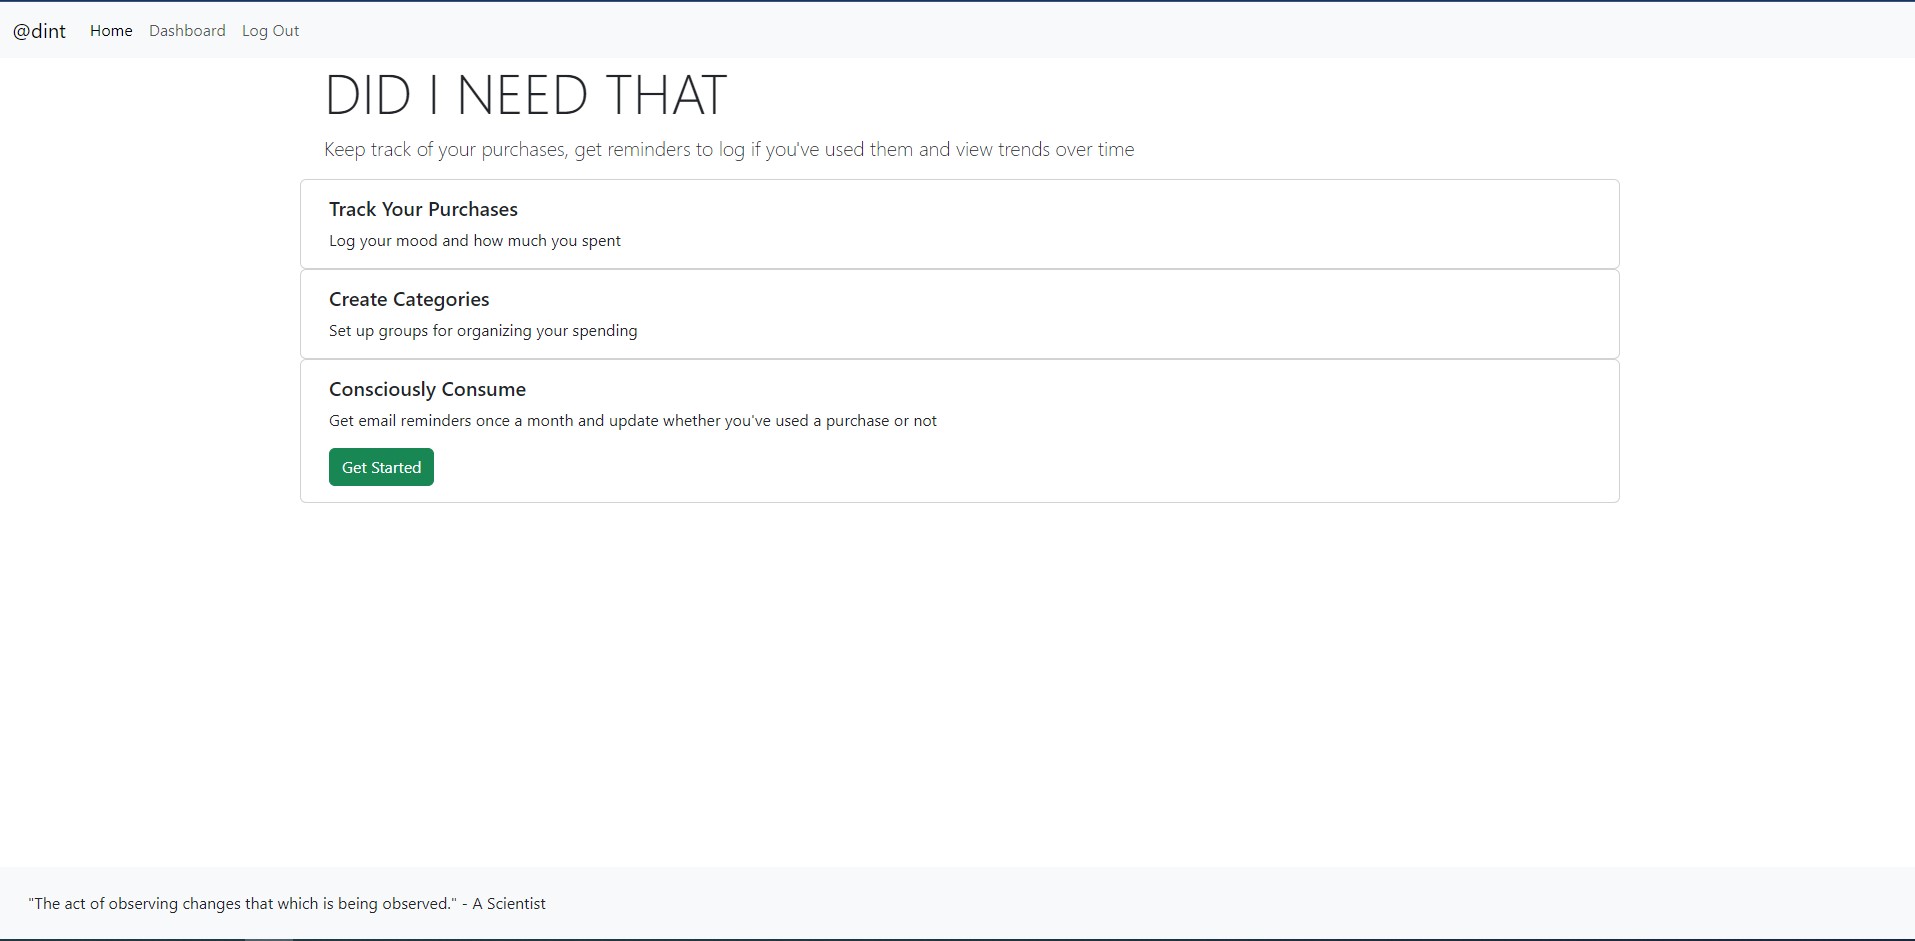 @dint Home Dashboard Log Out
DID I NEED THAT
Keep track of your purchases, get reminders to log if you've used them and view trends over time
Track Your Purchases
Log your mood and how much you spent
Create Categories
Set up groups for organizing your spending
Consciously Consume
Get email reminders once a month and update whether you've used a purchase or not
Get Started
"The act of observing changes that which is being observed." - A Scientist